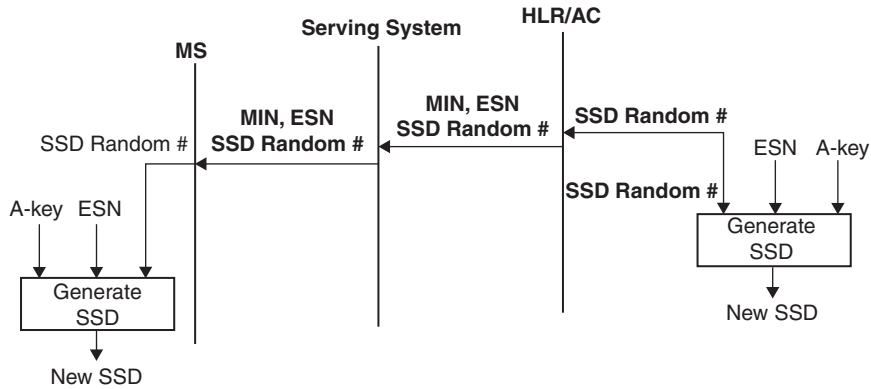 HLR/AC
Serving System
MS
MIN, ESN
SSD Random #
MIN, ESN
SSD Random #
SSD Random #
SSD Random #
ESN A-key
SSD Random #
A-key ESN
Generate
SSD
New SSD
Generate
SSD
New SSD